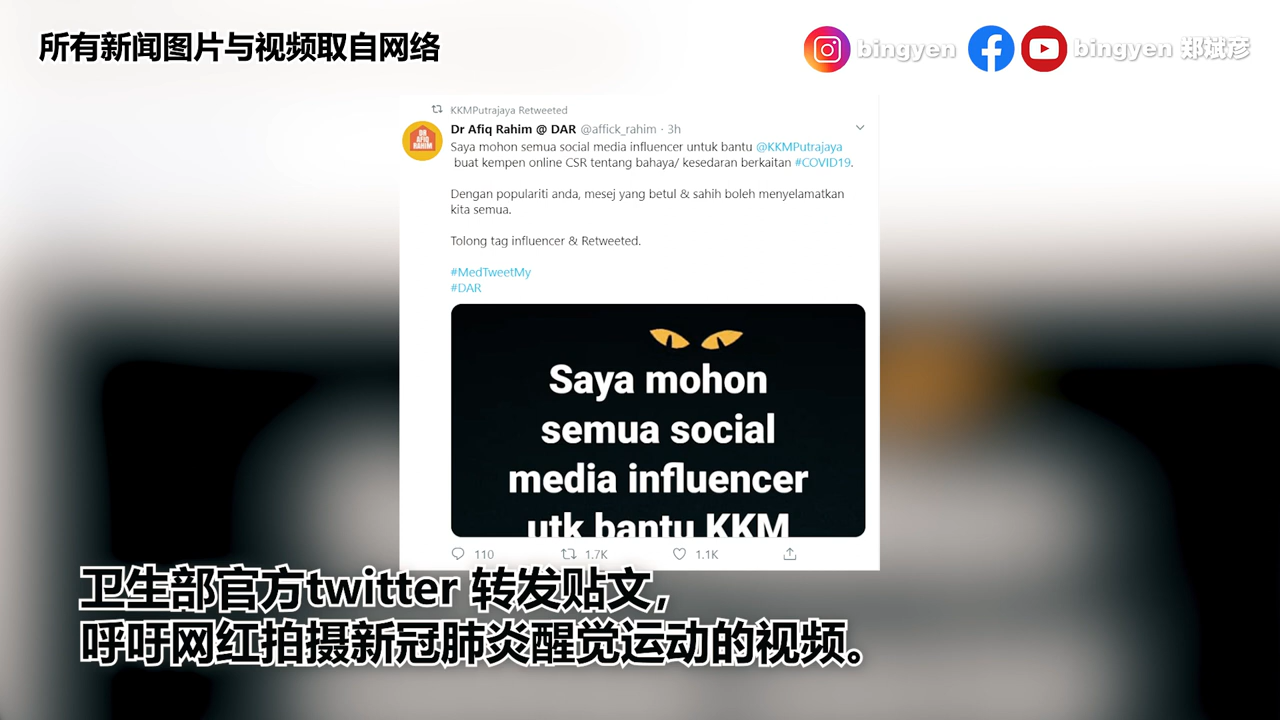 所有新闻图片与视频取自网络
bingyen
bingyen 郑斌彦
KKMPutrajaya Retweeted
Dr Afiq Rahim @ DAR @affick_rahim · 3h
Saya mohon semua social media influencer untuk bantu @KKMPutrajaya
buat kempen online CSR tentang bahaya/ kesedaran berkaitan #COVID19.
Dengan populariti anda, mesej yang betul & sahih boleh menyelamatkan
kita semua.
Tolong tag influencer & Retweeted.
#MedTweetMy
#DAR
DR
AFIQ
RAHIM
Saya mohon
semua social
media influencer
utk bantu KKM
110 1.7K 1.1K
卫生部官方twitter 转发贴文，
呼吁网红拍摄新冠肺炎醒觉运动的视频。